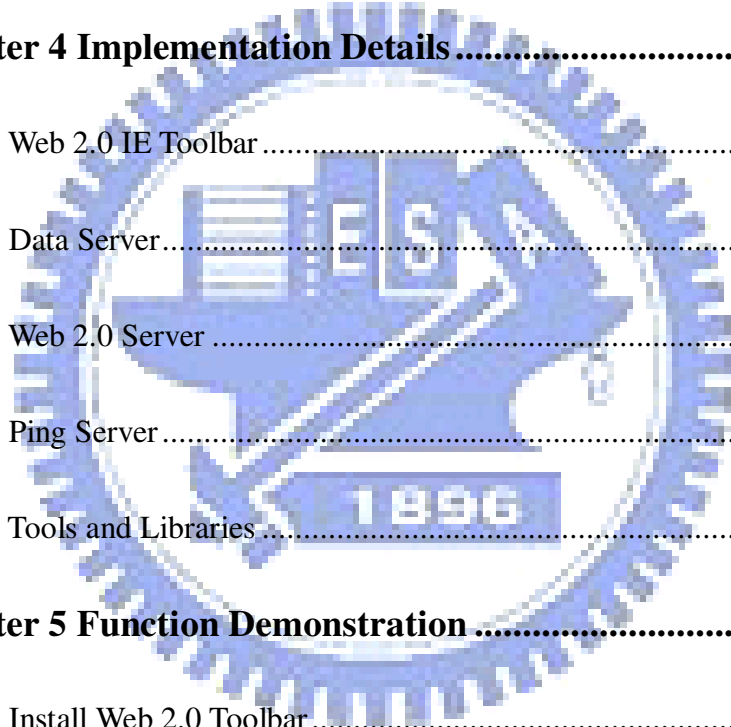 ter 4 Implementation Details....................................
Web 2.0 IE Toolbar............................................................
E S A
Data Server.........................................................................
Web 2.0 Server...................................................................
Ping Server.........................................................................
1896
Tools and Libraries............................................................
ter 5 Function Demonstration.................................
Install Web 2.0 Toolbar......................................................